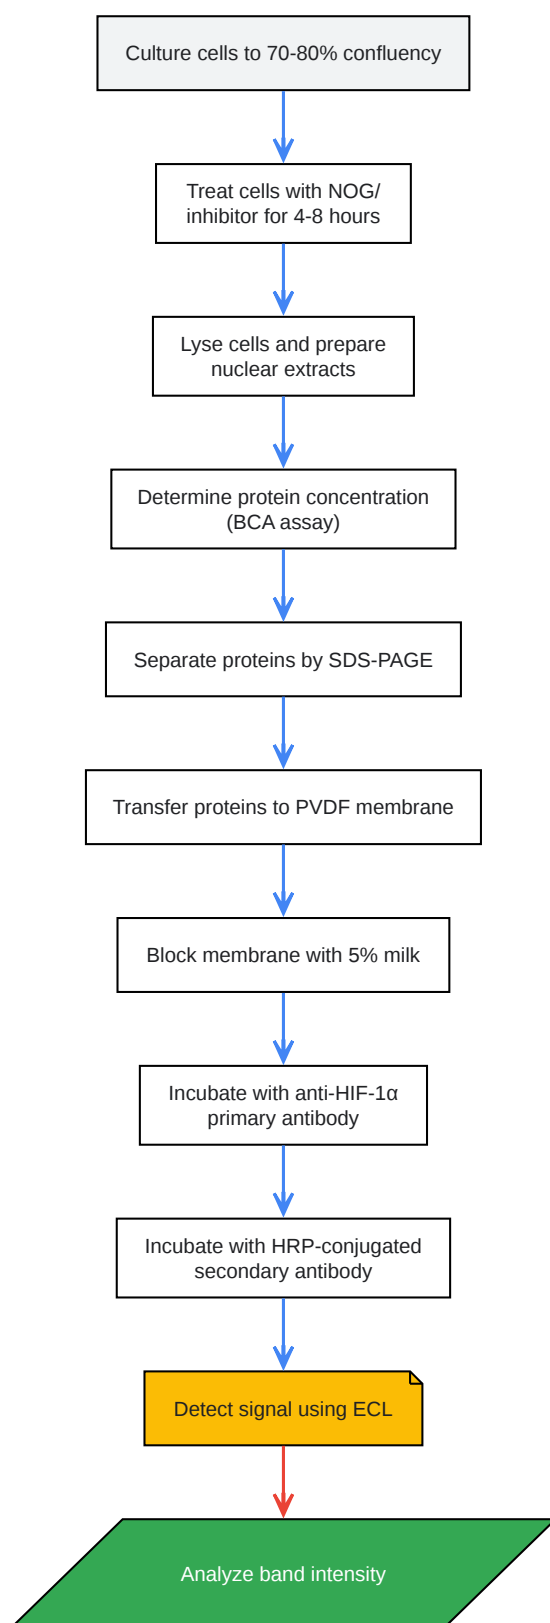 Culture cells to 70-80% confluency
Treat cells with NOG/
inhibitor for 4-8 hours
Lyse cells and prepare
nuclear extracts
Determine protein concentration
(BCA assay)
Separate proteins by SDS-PAGE
Transfer proteins to PVDF membrane
Block membrane with 5% milk
Incubate with anti-HIF-1α
primary antibody
Incubate with HRP-conjugated
secondary antibody
Detect signal using ECL
Analyze band intensity